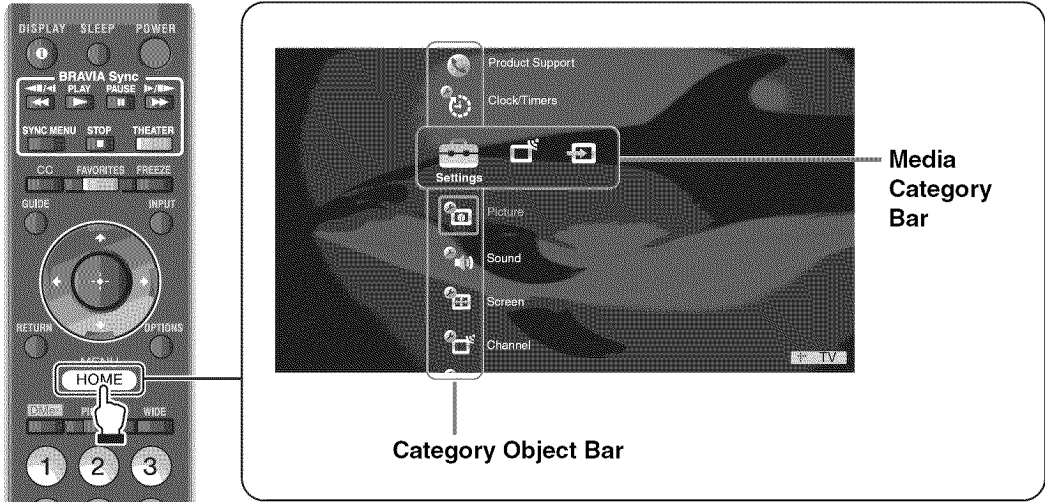 DISPLAY SLEEP POWER
BRAVIA Sync
PLAY PAUSE
SYNC MENU STOP THEATER
CC FAVORITES FREEZE
GUIDE INPUT
RETURN OPTIONS
MENU
HOME
WIDE
1 2 3
Product Support
Clock/Timers
Settings
Picture
Sound
Screen
Channel
TV
Media
Category
Bar
Category Object Bar